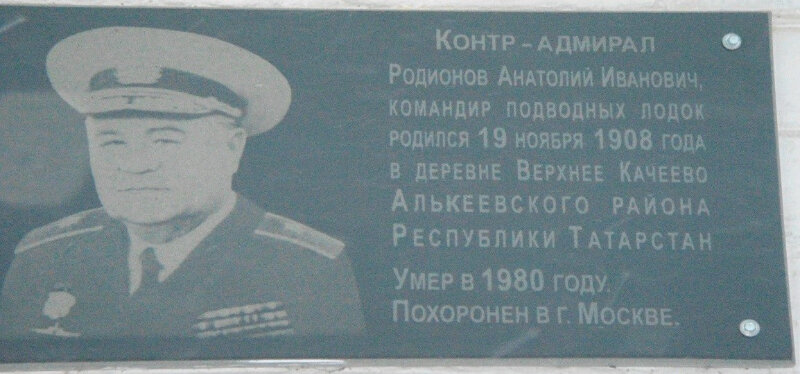 Контр - адмирал
Родионов Анатолий Иванович,
командир подводных лодок
родился 19 ноября 1908 года
в деревне Верхнее Качеево
Алькеевского района
Республики Татарстан
Умер в 1980 году.
Похоронен в г. Москве.